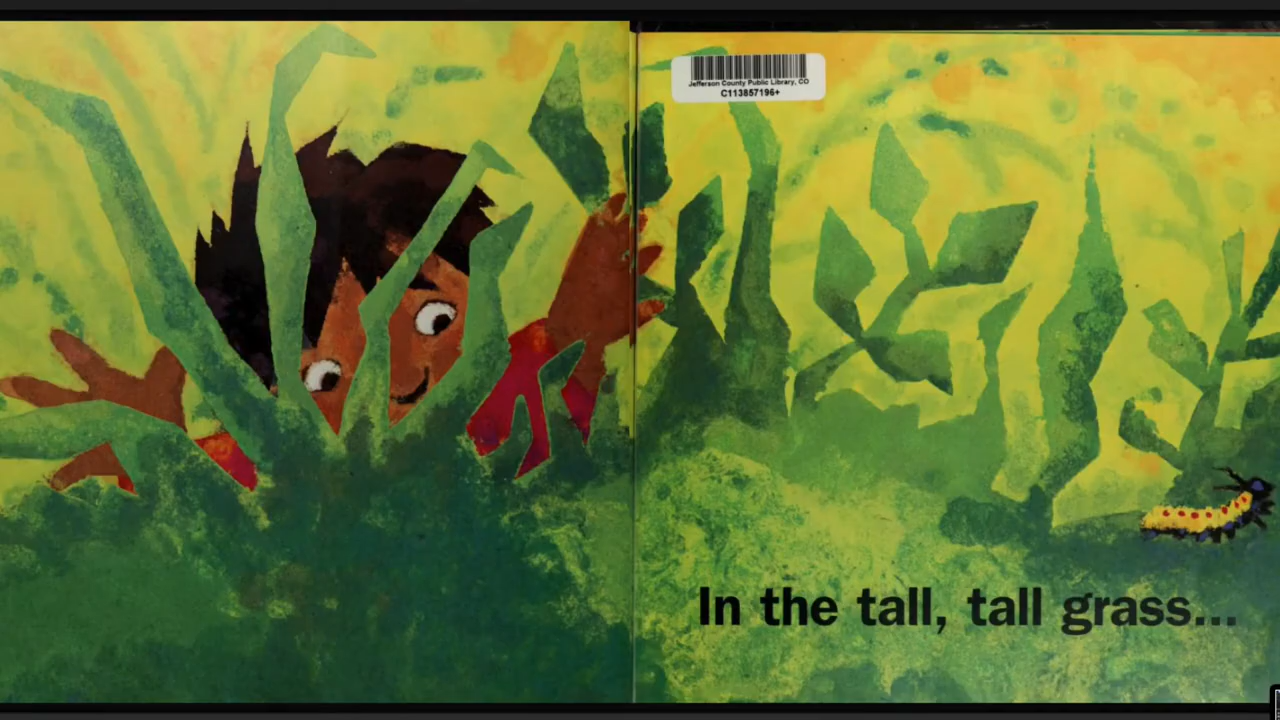 Jefferson County Public Library, CO
C113857196+
In the tall, tall grass...